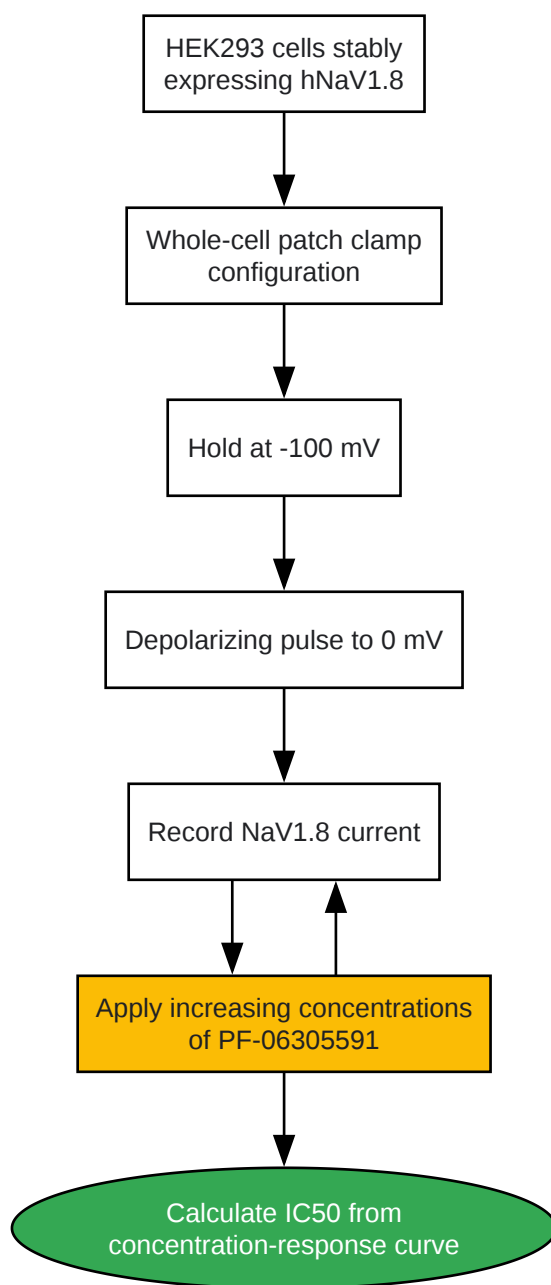 HEK293 cells stably
expressing hNaV1.8
Whole-cell patch clamp
configuration
Hold at -100 mV
Depolarizing pulse to 0 mV
Record NaV1.8 current
Apply increasing concentrations
of PF-06305591
Calculate IC50 from
concentration-response curve